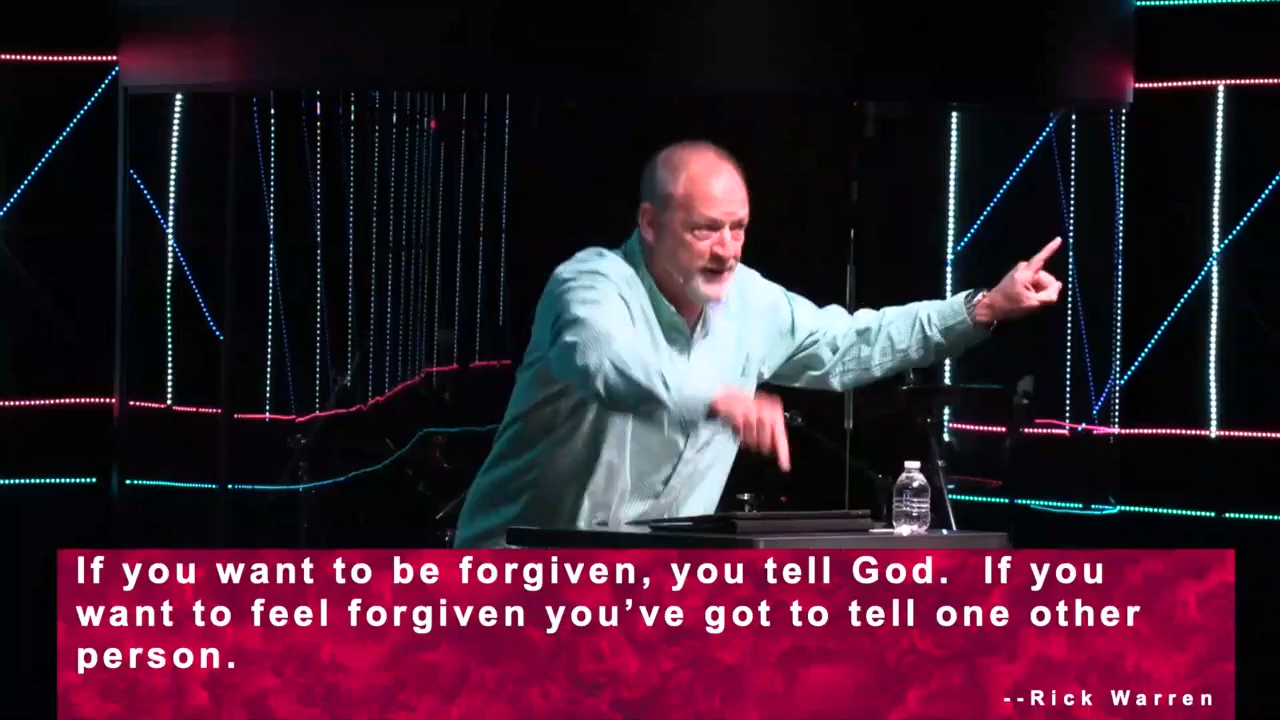 If you want to be forgiven, you tell God.  If you
want to feel forgiven you’ve got to tell one other
person.
--Rick Warren